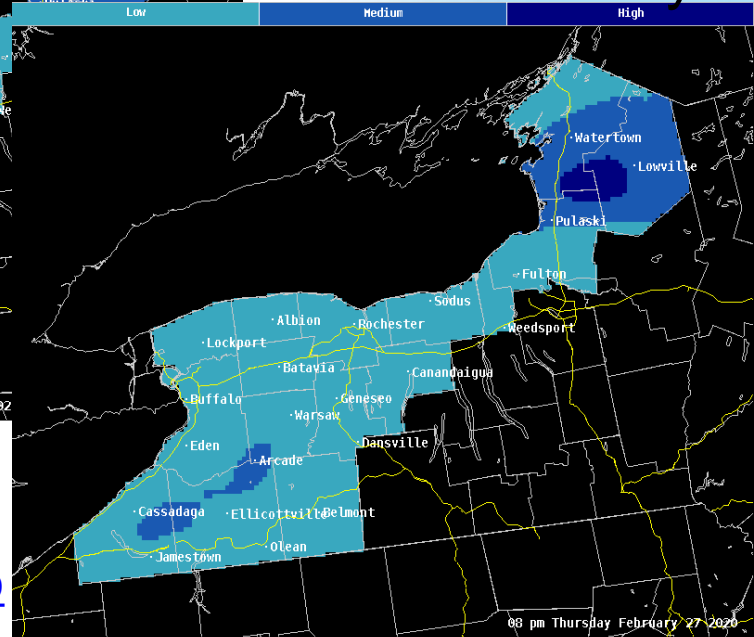 Low Medium High
Watertown
Lowville
Pulaski
Fulton
Sodus
Albion
Rochester
Weedsport
Lockport
Batavia
Canandaigua
Buffalo
Geneseo
02
Warsaw
Eden
Dansville
Arcade
Cassadaga
Ellicottville
Belmont
Olean
Jamestown
08 pm Thursday February 27 2020